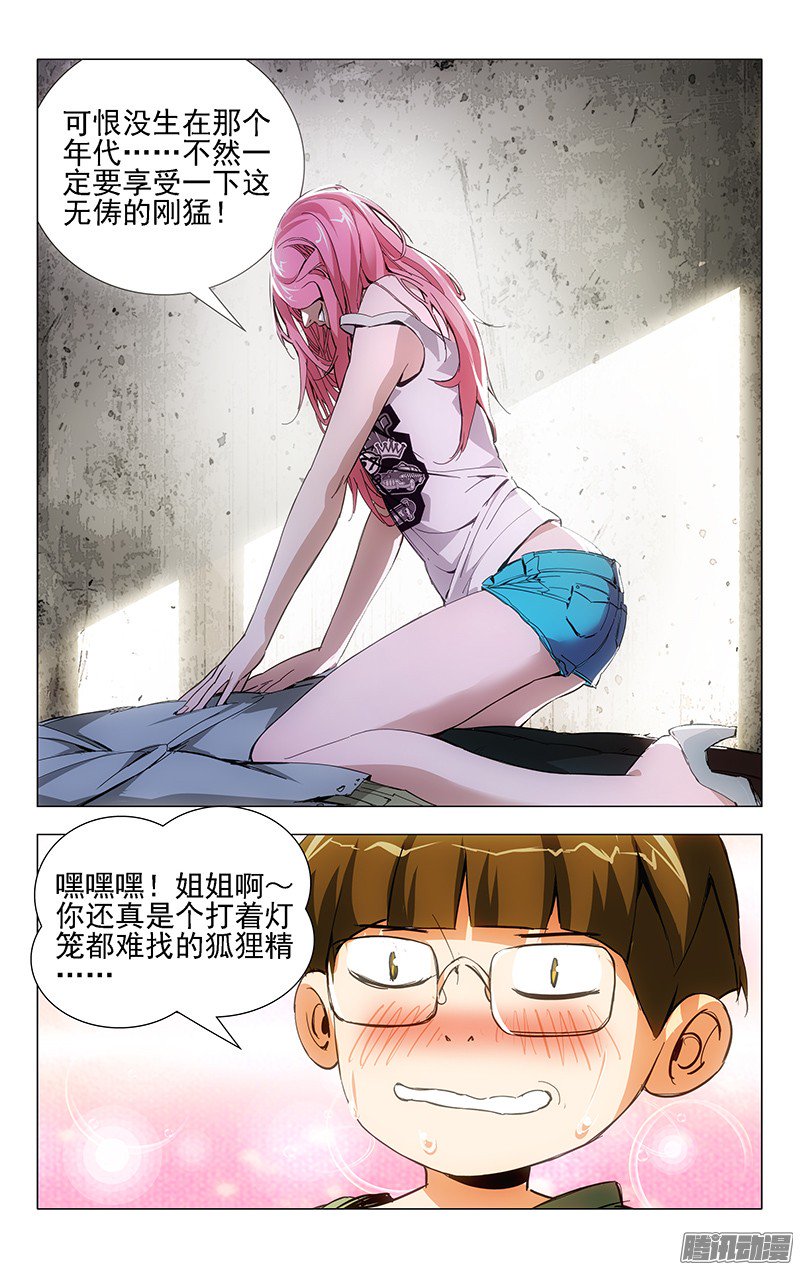 可恨没生在那个
年代……不然一
定要享受一下这
无俦的刚猛！
嘿嘿嘿！姐姐啊～
你还真是个打着灯
笼都难找的狐狸精
……
腾讯动漫